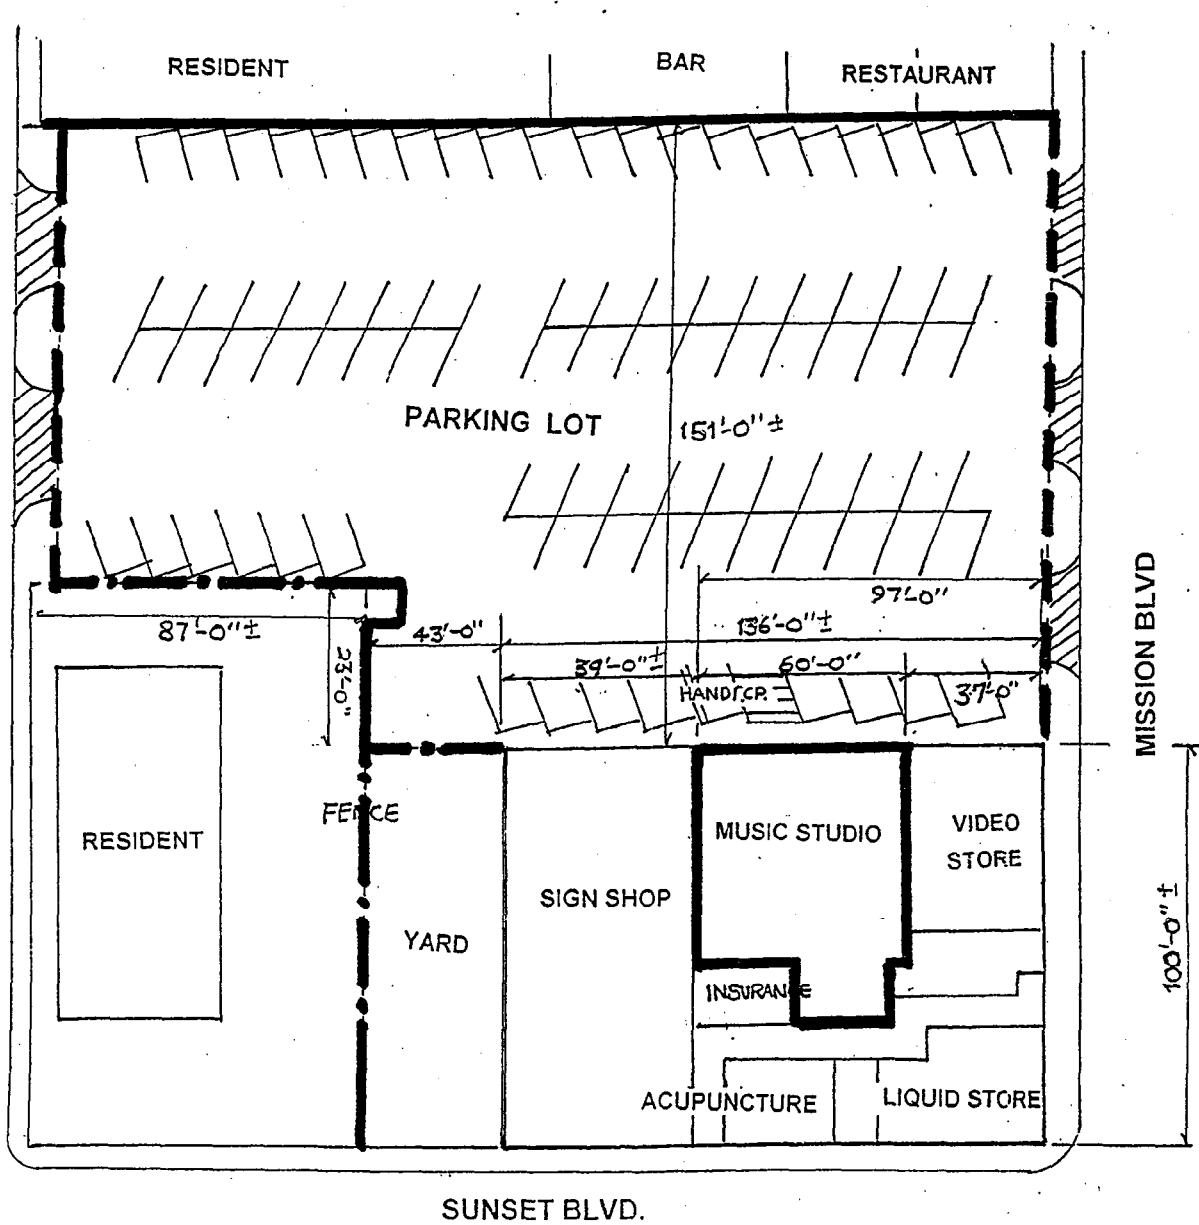 RESIDENT
BAR
RESTAURANT
PARKING LOT
151'-0"±
97'-0"
87'-0"±
43'-0"
136'-0"±
23'-0"
39'-0"±
60'-0"
37'-0"
HANDI.CP.
MISSION BLVD
FENCE
RESIDENT
MUSIC STUDIO
VIDEO
STORE
SIGN SHOP
YARD
100'-0"±
INSURANCE
ACUPUNCTURE
LIQUID STORE
SUNSET BLVD.